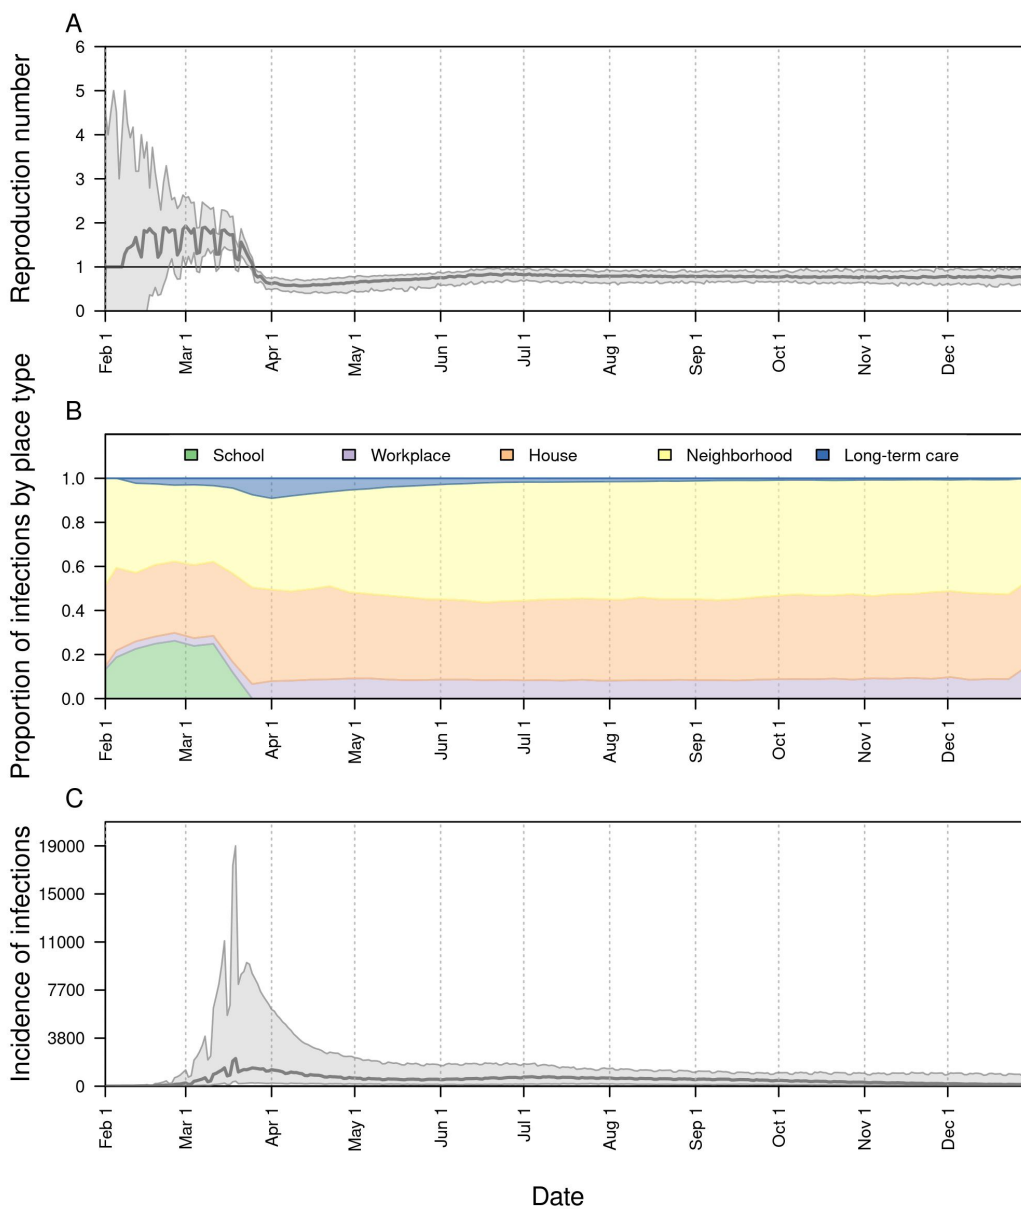 A
Reproduction number
6
5
4
3
2
1
0
Feb 1 Mar 1 Apr 1 May 1 Jun 1 Jul 1 Aug 1 Sep 1 Oct 1 Nov 1 Dec 1
B
Proportion of infections by place type
School Workplace House Neighborhood Long-term care
1.0
0.8
0.6
0.4
0.2
0.0
Feb 1 Mar 1 Apr 1 May 1 Jun 1 Jul 1 Aug 1 Sep 1 Oct 1 Nov 1 Dec 1
C
Incidence of infections
19000
15000
11000
7700
3800
0
Feb 1 Mar 1 Apr 1 May 1 Jun 1 Jul 1 Aug 1 Sep 1 Oct 1 Nov 1 Dec 1
Date